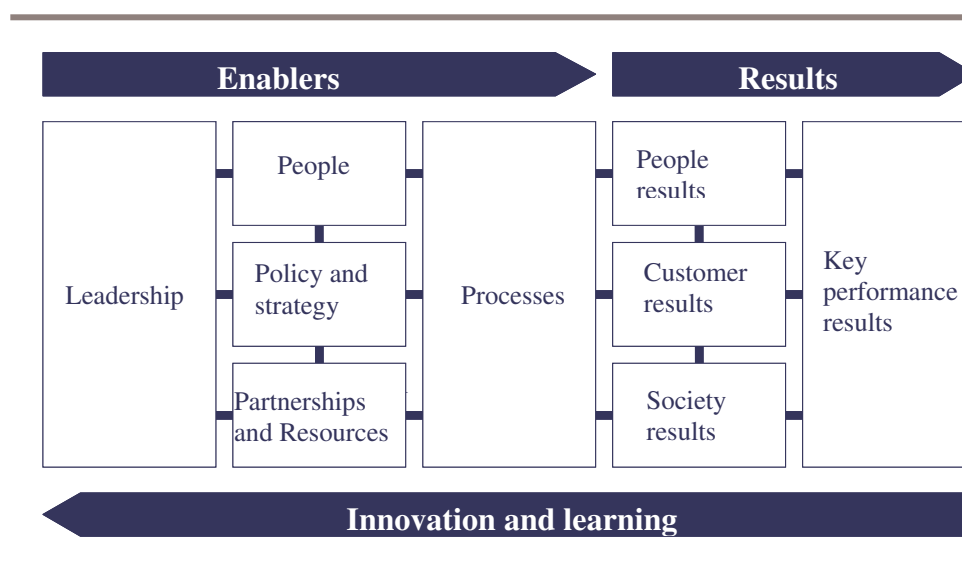 Enablers
Results
Leadership
People
Policy and
strategy
Partnerships
and Resources
Processes
People
results
Customer
results
Society
results
Key
performance
results
Innovation and learning